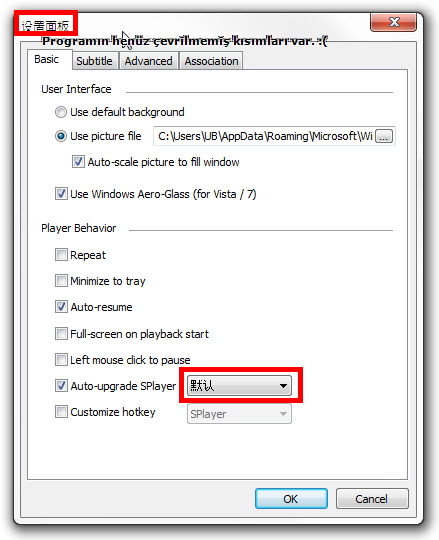 设置面板
Programın henüz çevrilmemiş kısımları var. :(
Basic Subtitle Advanced Association
User Interface
Use default background
Use picture file C:\Users\UB\AppData\Roaming\Microsoft\Wi ...
Auto-scale picture to fill window
Use Windows Aero-Glass (for Vista / 7)
Player Behavior
Repeat
Minimize to tray
Auto-resume
Full-screen on playback start
Left mouse click to pause
Auto-upgrade SPlayer 默认
Customize hotkey SPlayer
OK Cancel